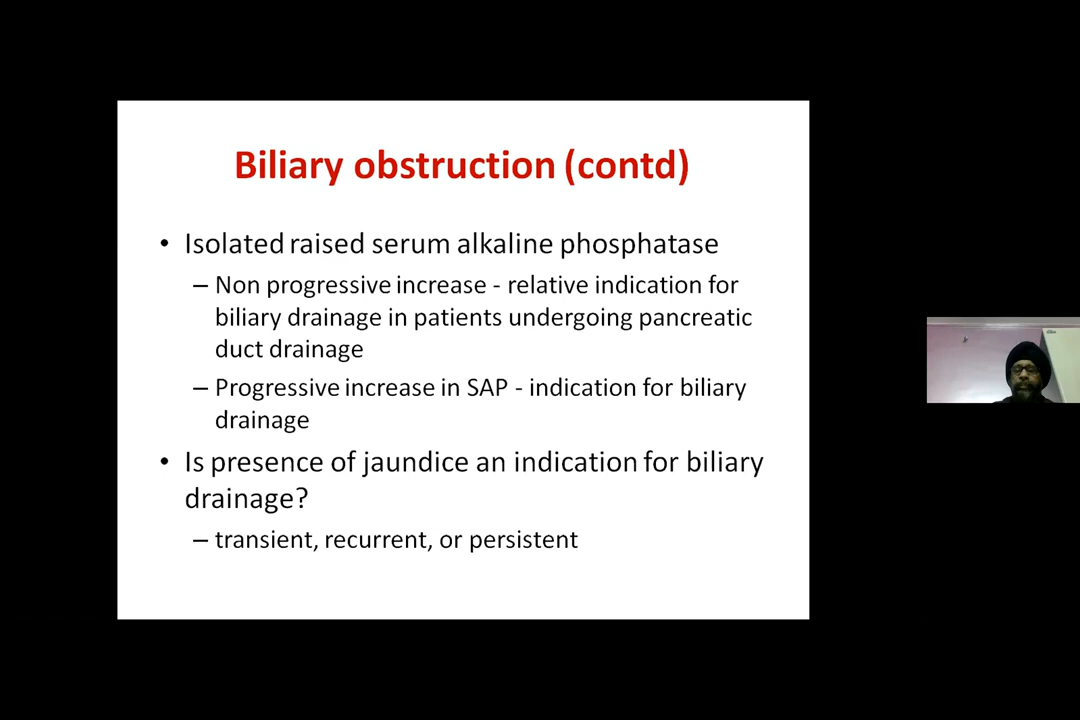 Biliary obstruction (contd)
• Isolated raised serum alkaline phosphatase
– Non progressive increase - relative indication for
biliary drainage in patients undergoing pancreatic
duct drainage
– Progressive increase in SAP - indication for biliary
drainage
• Is presence of jaundice an indication for biliary
drainage?
– transient, recurrent, or persistent